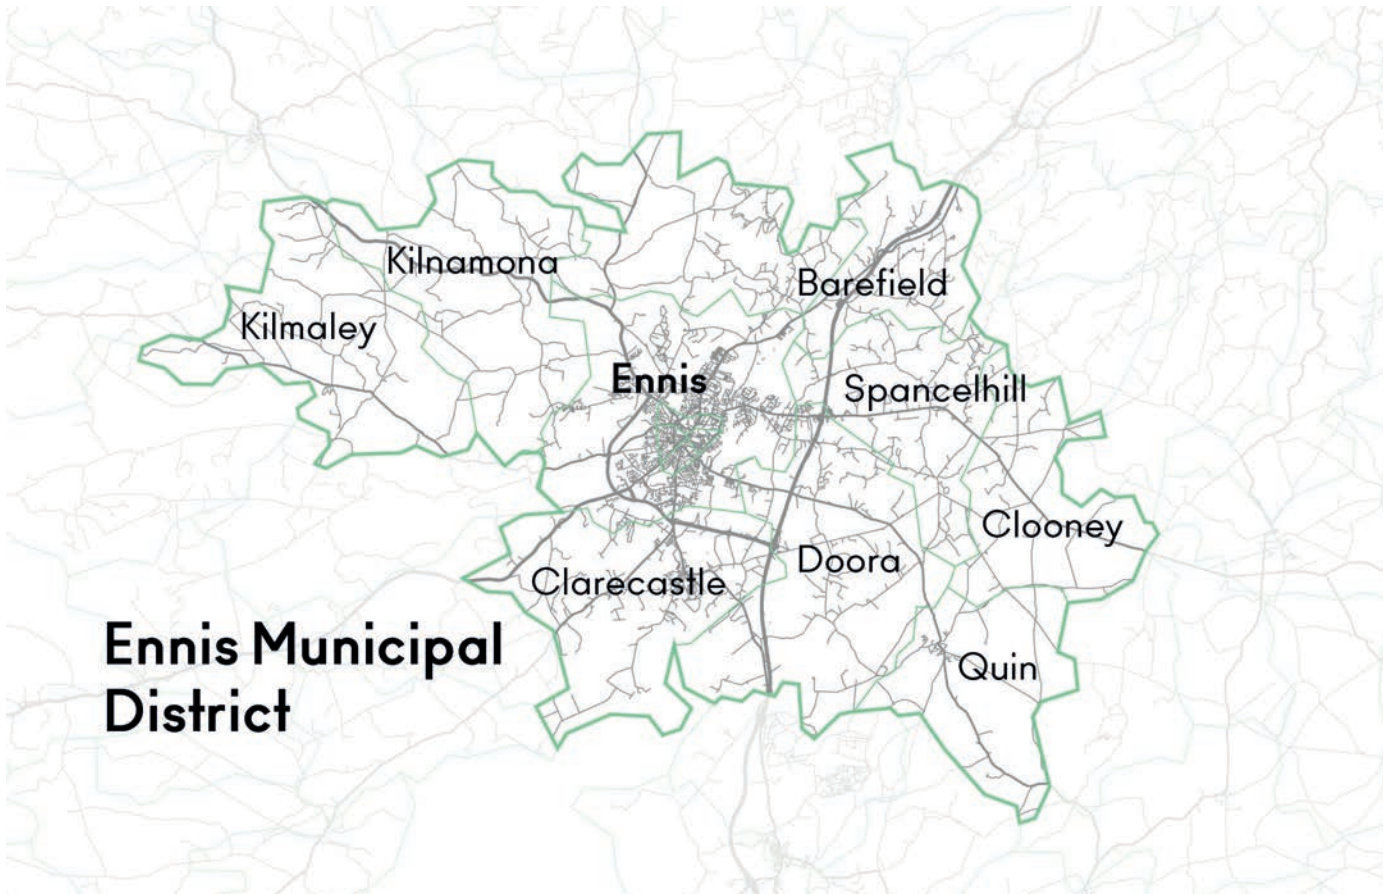 Kilnamona
Barefield
Kilmaley
Ennis
Spancelhill
Clooney
Doora
Clarecastle
Ennis Municipal
District
Quin